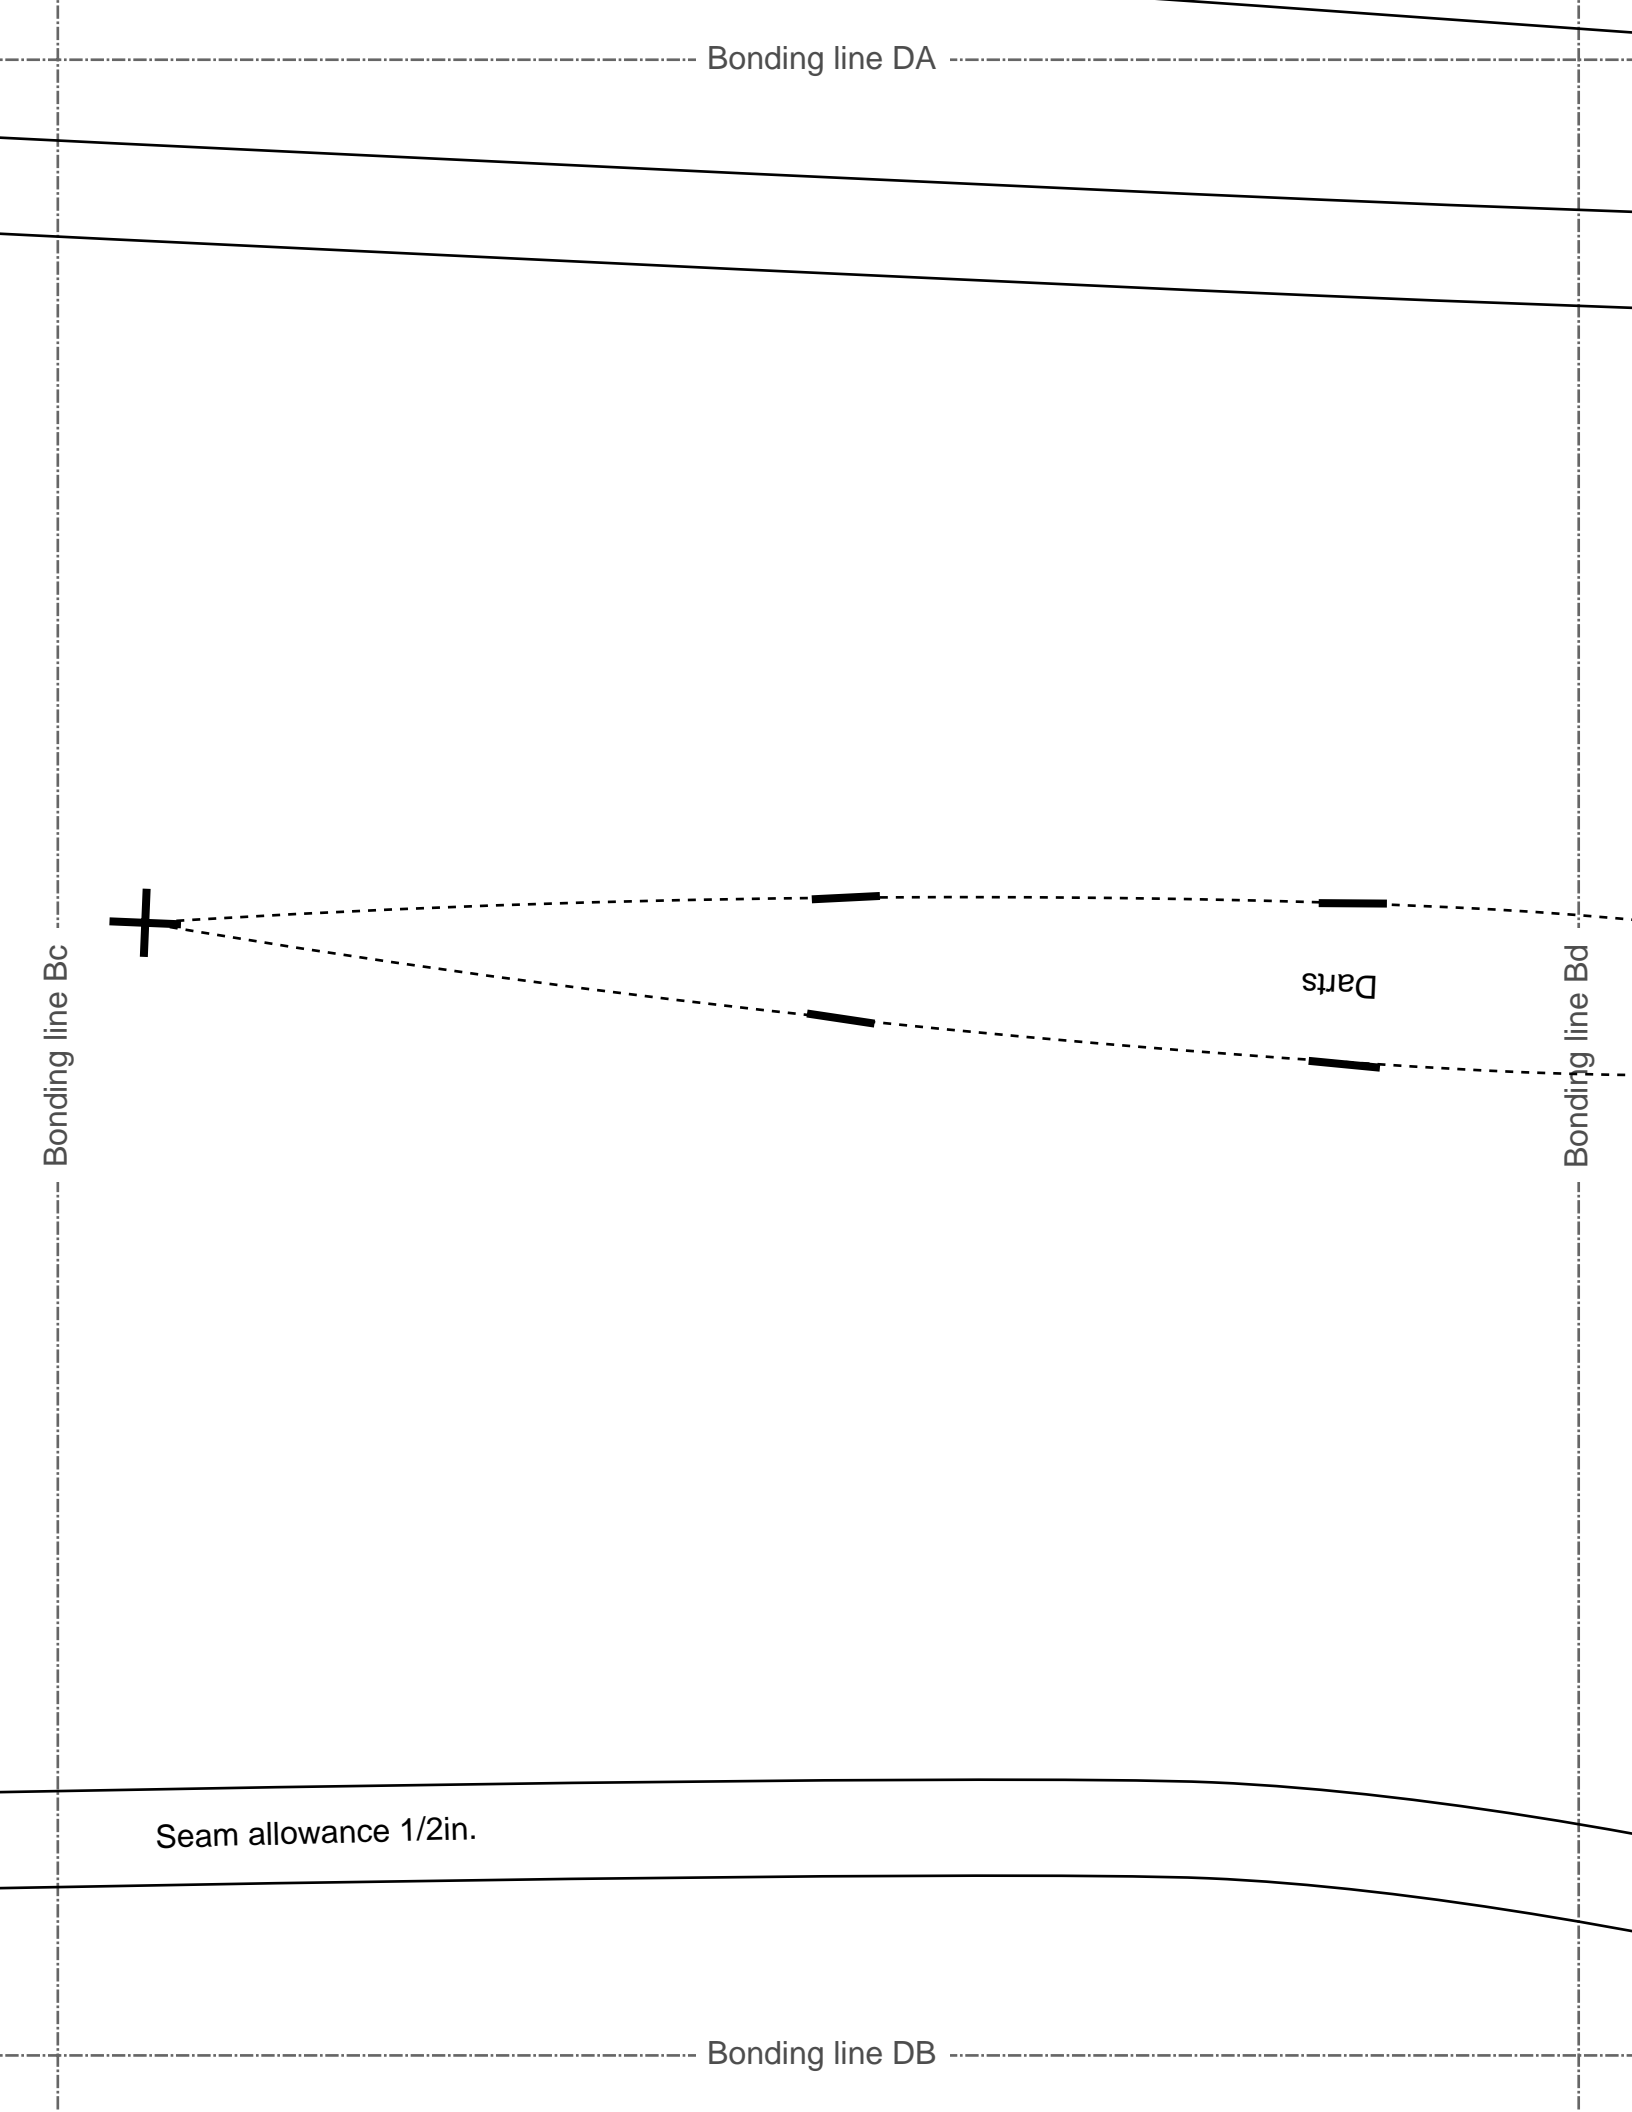 Bonding line DA
Bonding line Bc
Darts
Bonding line Bd
Seam allowance 1/2in.
Bonding line DB